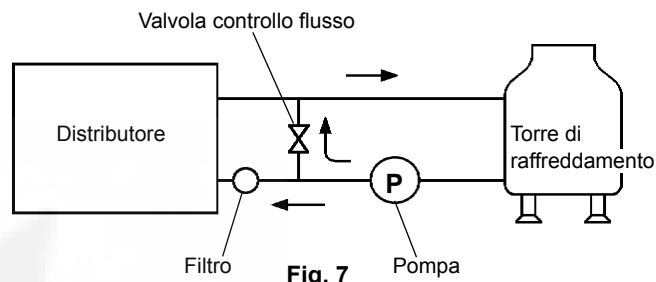 Valvola controllo flusso
Distributore
Torre di
raffreddamento
P
Filtro
Fig. 7
Pompa